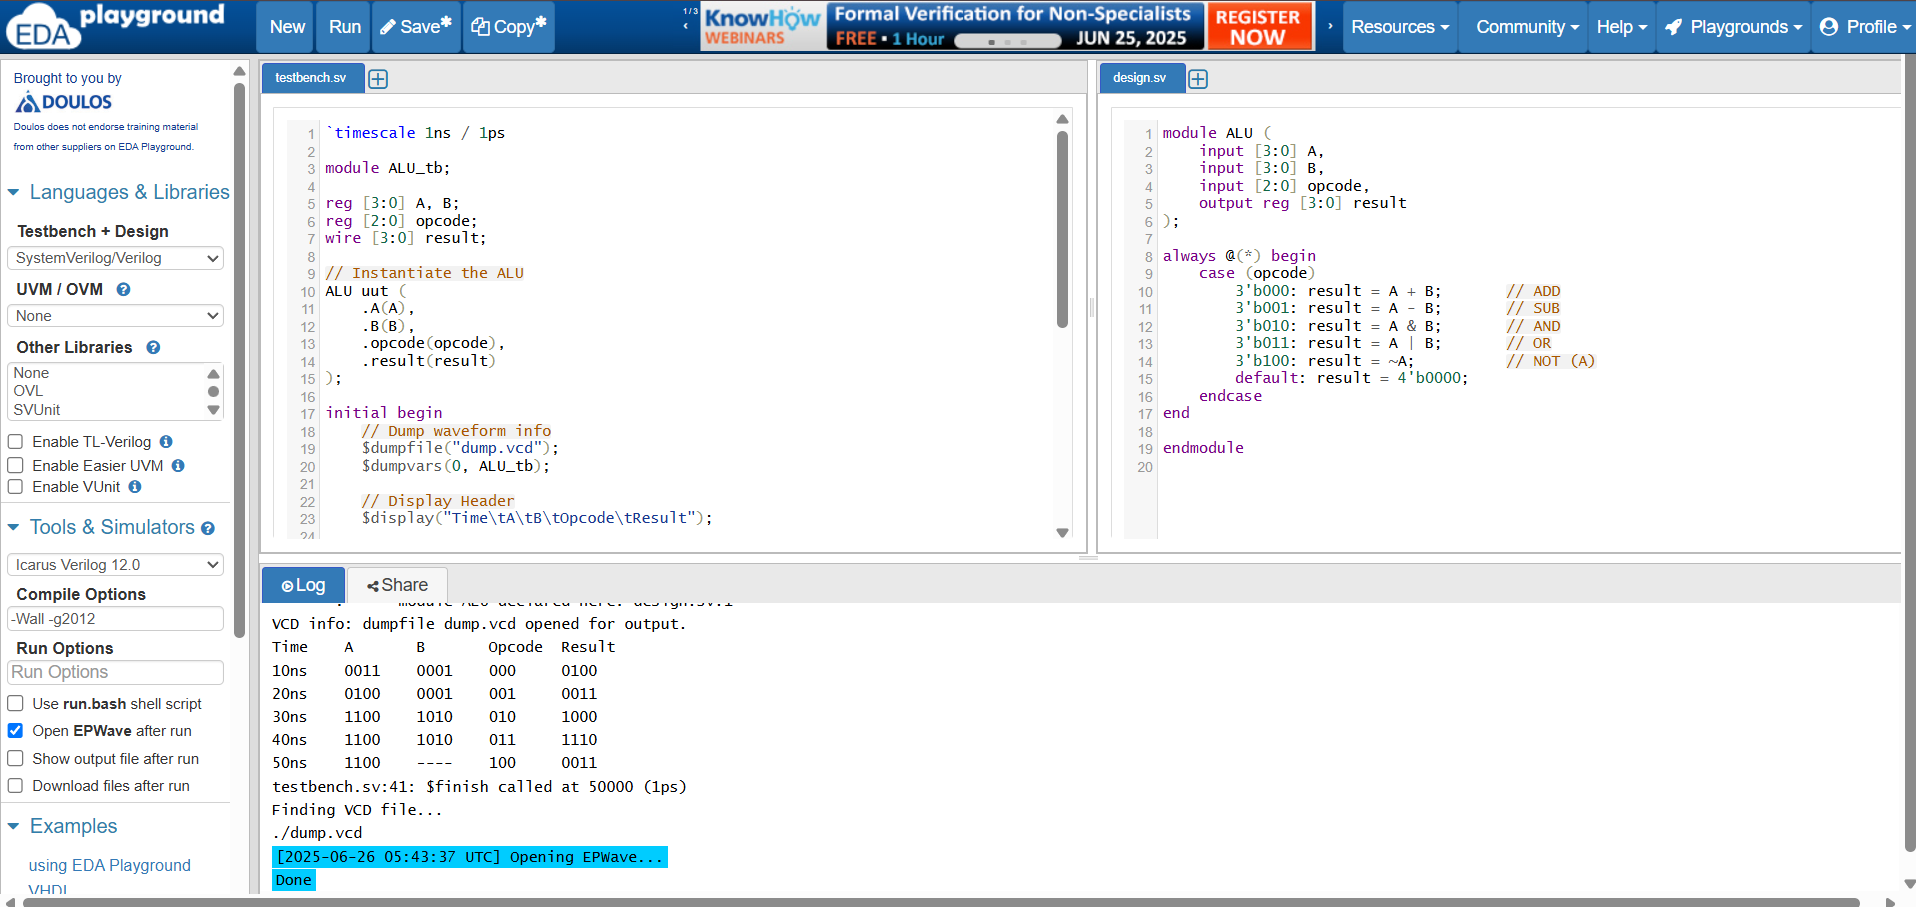 EDA playground
New
Run
Save*
Copy*
1 / 3
‹
KNOWHOW WEBINARS
Formal Verification for Non-Specialists
FREE • 1 Hour
JUN 25, 2025
REGISTER NOW
›
Resources
Community
Help
Playgrounds
Profile
Brought to you by
DOULOS
Doulos does not endorse training material
from other suppliers on EDA Playground.
Languages & Libraries
Testbench + Design
SystemVerilog/Verilog
UVM / OVM
None
Other Libraries
None
OVL
SVUnit
Enable TL-Verilog
Enable Easier UVM
Enable VUnit
Tools & Simulators
Icarus Verilog 12.0
Compile Options
-Wall -g2012
Run Options
Run Options
Use run.bash shell script
Open EPWave after run
Show output file after run
Download files after run
Examples
using EDA Playground
VHDL
testbench.sv
1 `timescale 1ns / 1ps
2
3 module ALU_tb;
4
5 reg [3:0] A, B;
6 reg [2:0] opcode;
7 wire [3:0] result;
8
9 // Instantiate the ALU
10 ALU uut (
11     .A(A),
12     .B(B),
13     .opcode(opcode),
14     .result(result)
15 );
16
17 initial begin
18     // Dump waveform info
19     $dumpfile("dump.vcd");
20     $dumpvars(0, ALU_tb);
21
22     // Display Header
23     $display("Time\tA\tB\tOpcode\tResult");
24
design.sv
1 module ALU (
2     input [3:0] A,
3     input [3:0] B,
4     input [2:0] opcode,
5     output reg [3:0] result
6 );
7
8 always @(*) begin
9     case (opcode)
10         3'b000: result = A + B;       // ADD
11         3'b001: result = A - B;       // SUB
12         3'b010: result = A & B;       // AND
13         3'b011: result = A | B;       // OR
14         3'b100: result = ~A;          // NOT (A)
15         default: result = 4'b0000;
16     endcase
17 end
18
19 endmodule
20
Log
Share
: module ALU declared here: design.sv:1
VCD info: dumpfile dump.vcd opened for output.
Time A B Opcode Result
10ns 0011 0001 000 0100
20ns 0100 0001 001 0011
30ns 1100 1010 010 1000
40ns 1100 1010 011 1110
50ns 1100 ---- 100 0011
testbench.sv:41: $finish called at 50000 (1ps)
Finding VCD file...
./dump.vcd
[2025-06-26 05:43:37 UTC] Opening EPWave...
Done